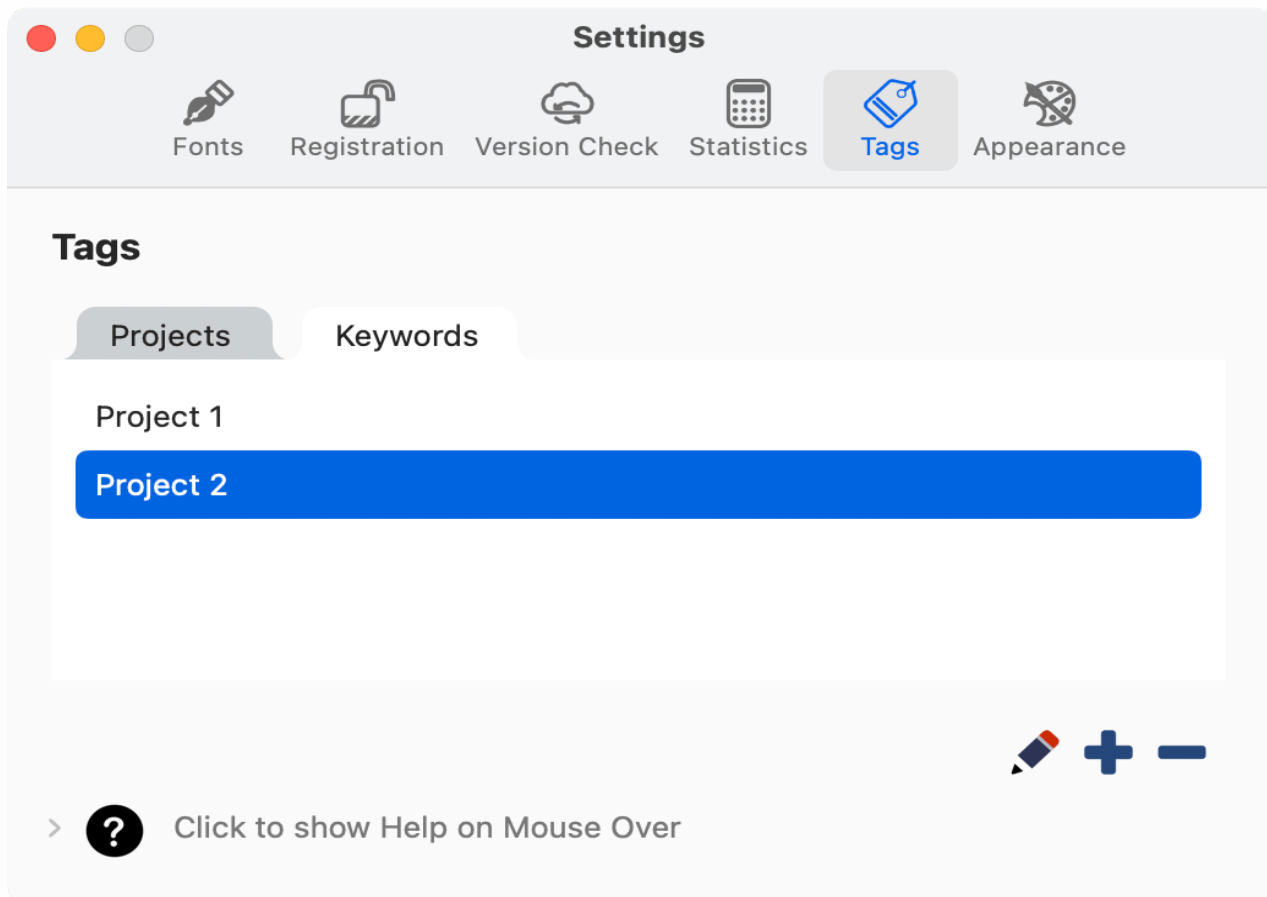 Settings
Fonts Registration Version Check Statistics Tags Appearance
Tags
Projects Keywords
Project 1
Project 2
? Click to show Help on Mouse Over